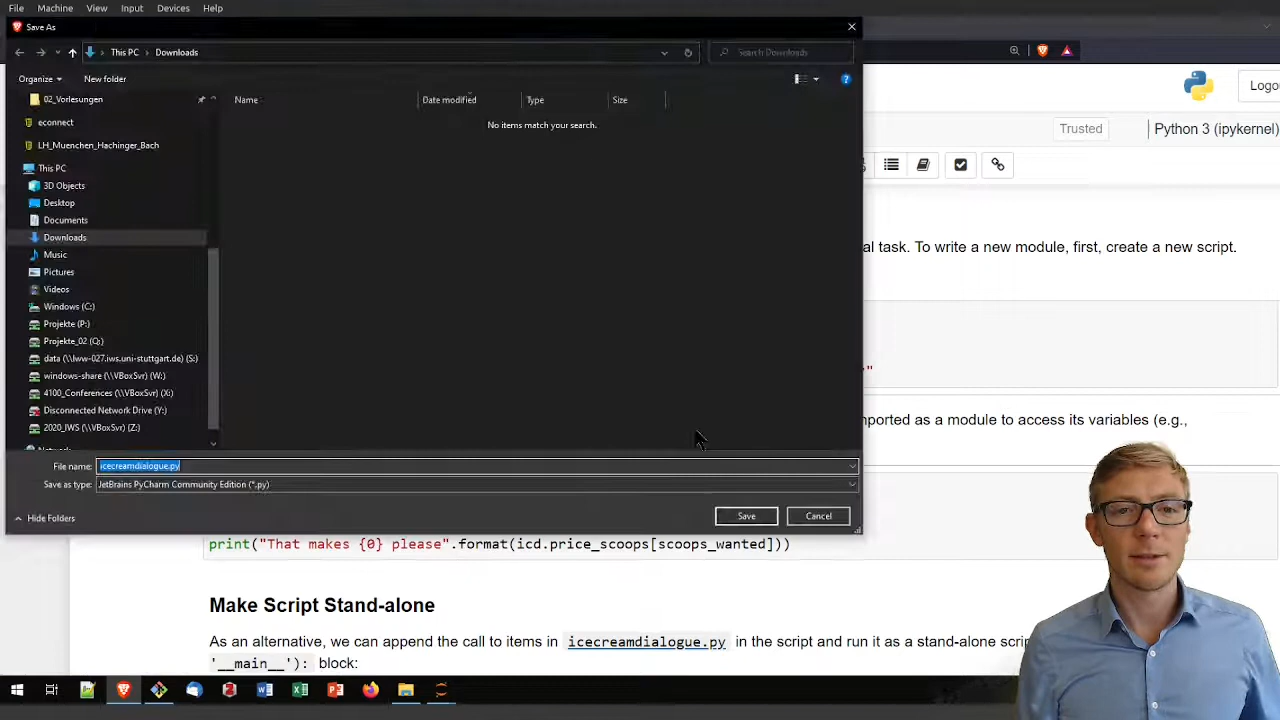 File Machine View Input Devices Help
Save As
This PC › Downloads
Search Downloads
Organize
New folder
02_Vorlesungen
econnect
LH_Muenchen_Hachinger_Bach
This PC
3D Objects
Desktop
Documents
Downloads
Music
Pictures
Videos
Windows (C:)
Projekte (P:)
Projekte_02 (Q:)
data (\\lww-027.iws.uni-stuttgart.de) (S:)
windows-share (\\VBoxSvr) (W:)
4100_Conferences (\\VBoxSvr) (X:)
Disconnected Network Drive (Y:)
2020_IWS (\\VBoxSvr) (Z:)
Name Date modified Type Size
No items match your search.
File name: icecreamdialogue.py
Save as type: JetBrains PyCharm Community Edition (*.py)
Hide Folders
Save
Cancel
Logo
Trusted
Python 3 (ipykernel)
al task. To write a new module, first, create a new script.
"
ported as a module to access its variables (e.g.,
print("That makes {0} please".format(icd.price_scoops[scoops_wanted]))
Make Script Stand-alone
As an alternative, we can append the call to items in icecreamdialogue.py in the script and run it as a stand-alone scri
'__main__'): block: